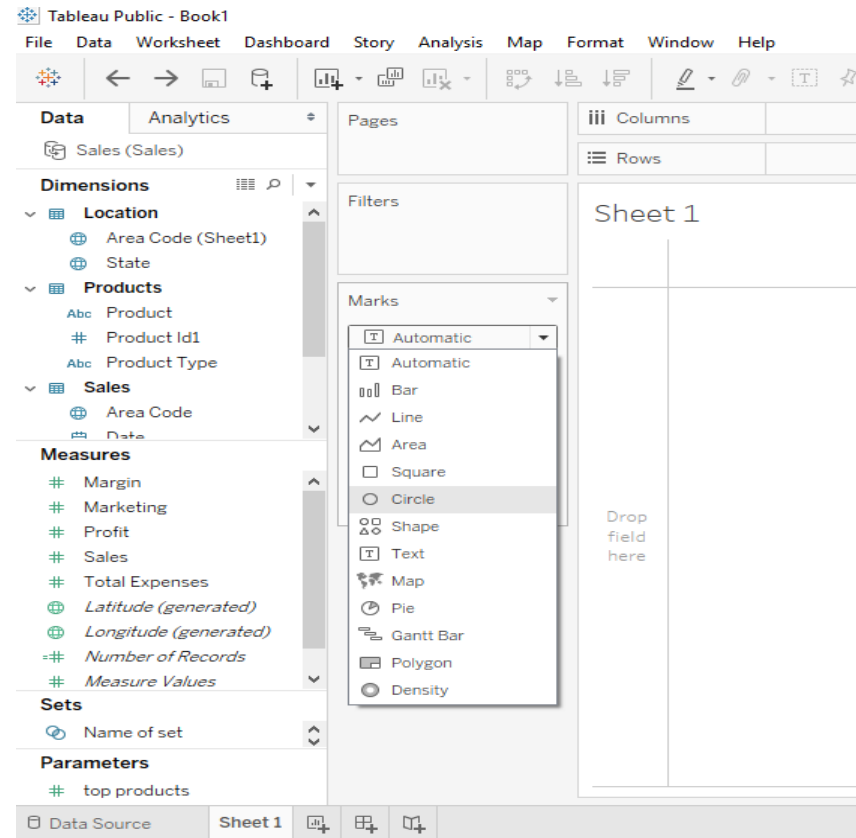 Tableau Public - Book1
File Data Worksheet Dashboard Story Analysis Map Format Window Help
Data Analytics
Sales (Sales)
Dimensions
Location
Area Code (Sheet1)
State
Products
Abc Product
# Product Id1
Abc Product Type
Sales
Area Code
Date
Measures
# Margin
# Marketing
# Profit
# Sales
# Total Expenses
Latitude (generated)
Longitude (generated)
=# Number of Records
# Measure Values
Sets
Name of set
Parameters
# top products
Pages
Filters
Marks
T Automatic
T Automatic
Bar
Line
Area
Square
Circle
Shape
T Text
Map
Pie
Gantt Bar
Polygon
Density
iii Columns
Rows
Sheet 1
Drop
field
here
Data Source Sheet 1